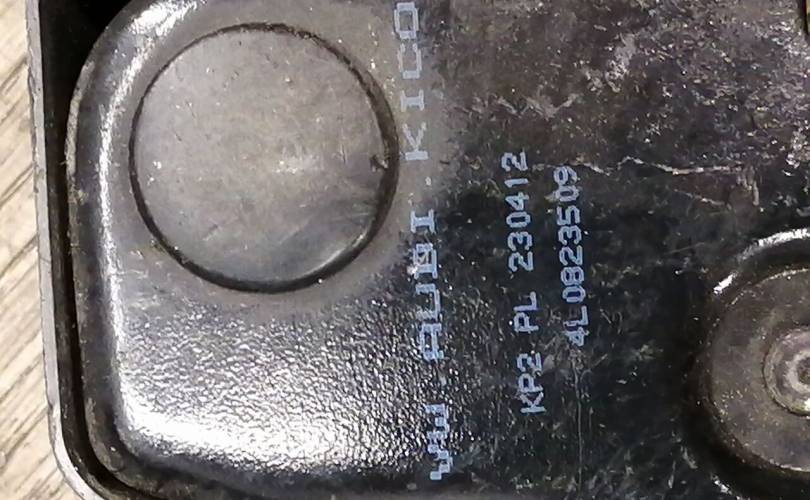 VW . AUDI . KICO
KP2 PL 230412
4L0823509